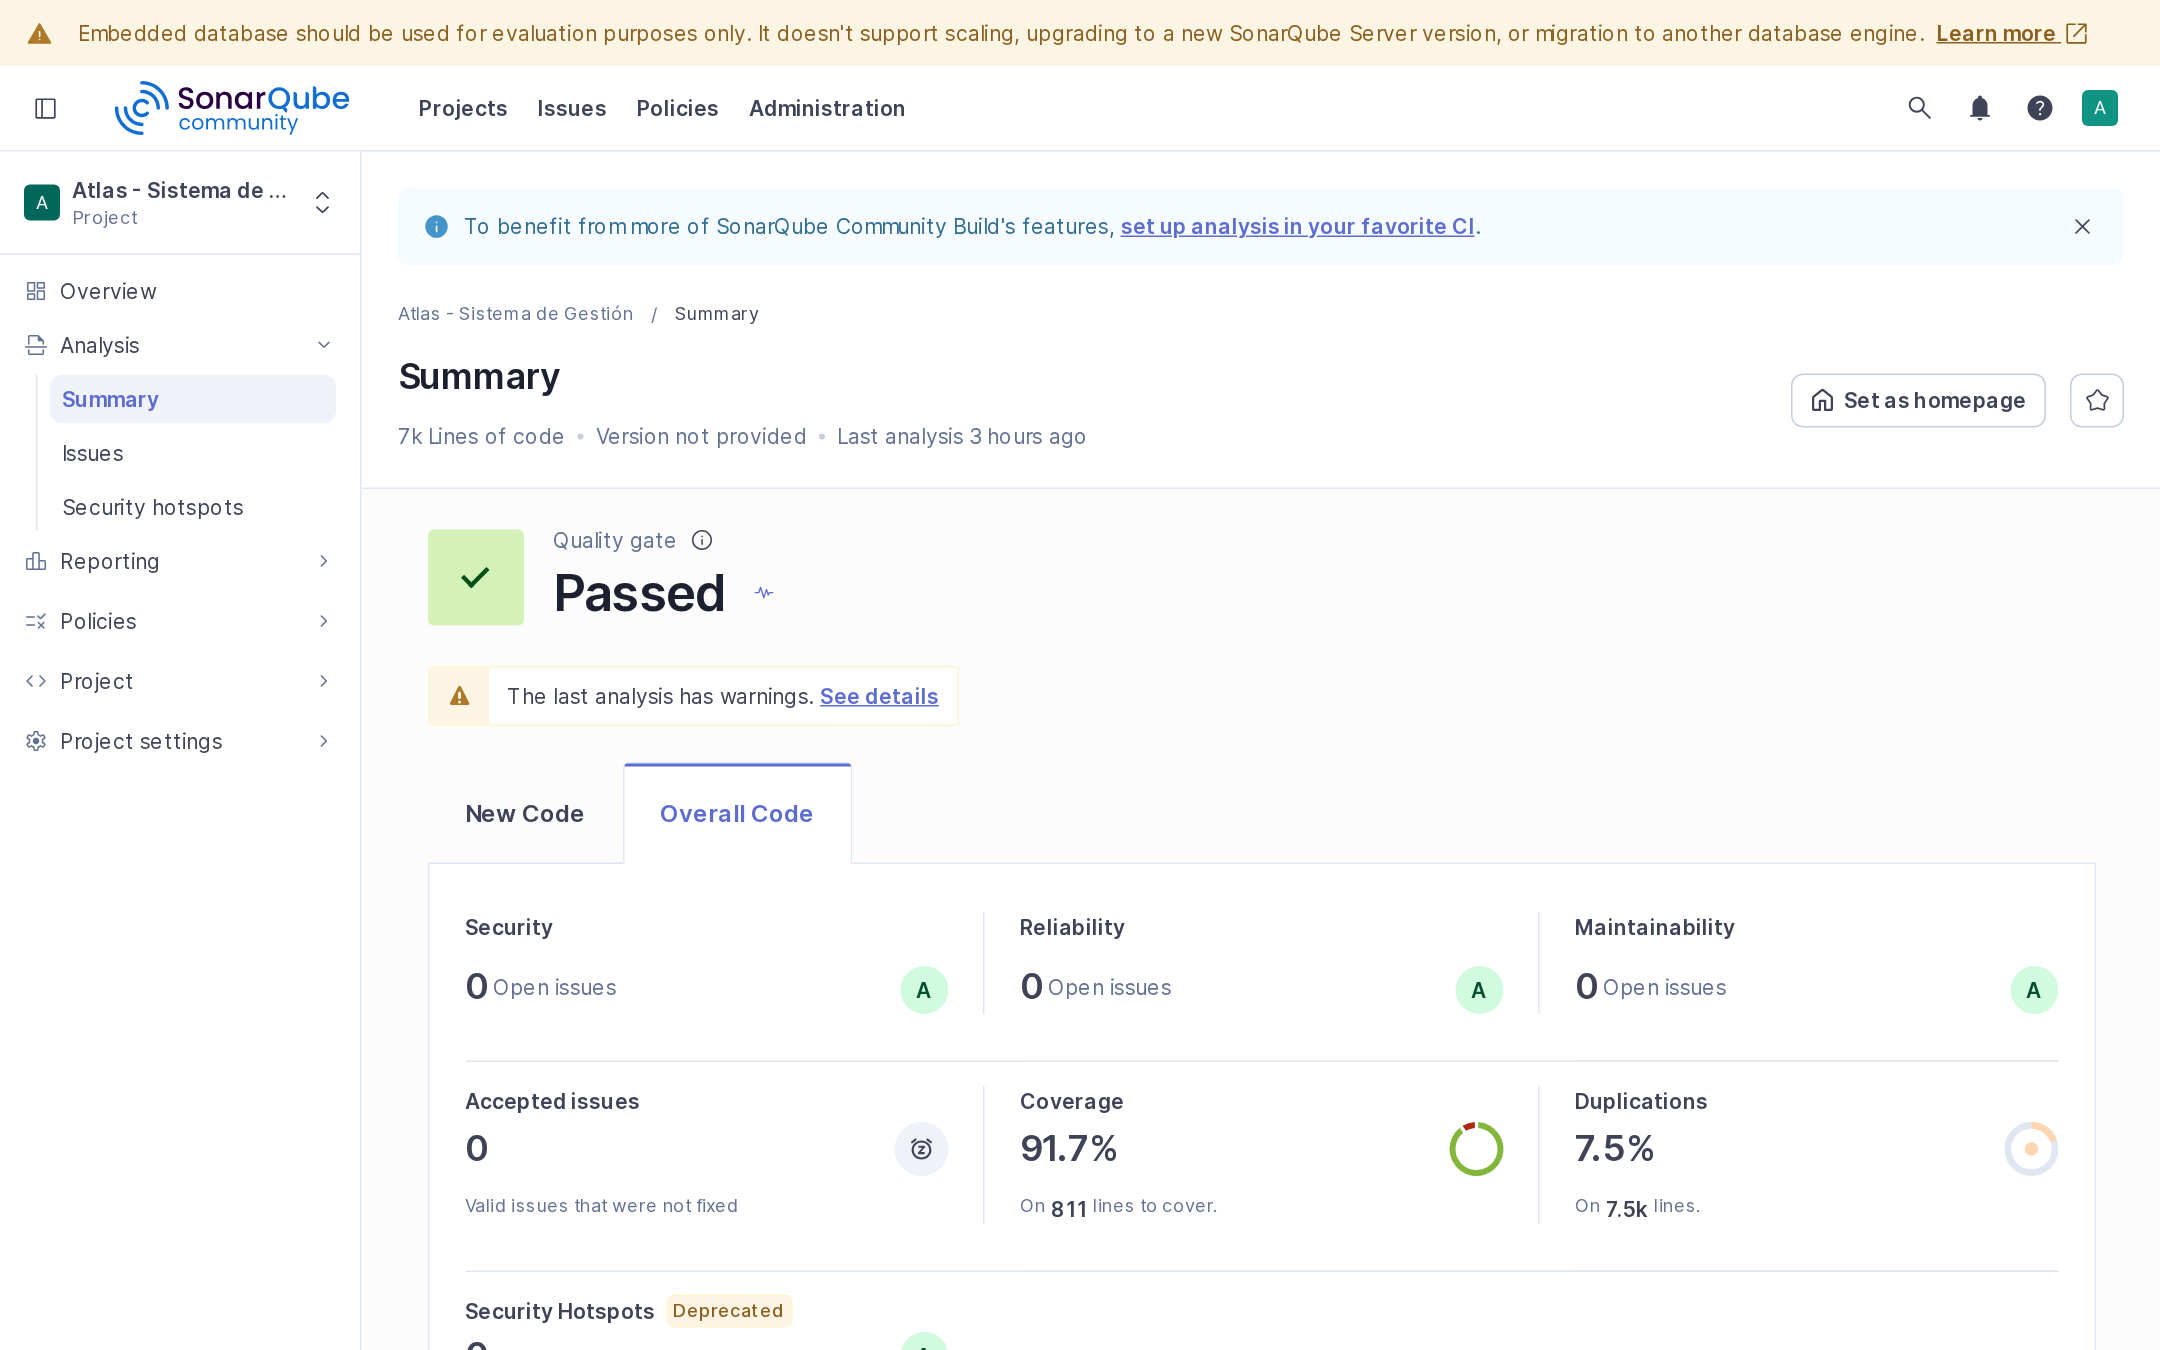 Embedded database should be used for evaluation purposes only. It doesn't support scaling, upgrading to a new SonarQube Server version, or migration to another database engine. Learn more
SonarQube community
Projects Issues Policies Administration
A
A
Atlas - Sistema de ...
Project
Overview
Analysis
Summary
Issues
Security hotspots
Reporting
Policies
Project
Project settings
To benefit from more of SonarQube Community Build's features, set up analysis in your favorite CI.
Atlas - Sistema de Gestión / Summary
Summary
Set as homepage
7k Lines of code • Version not provided • Last analysis 3 hours ago
Quality gate
Passed
The last analysis has warnings. See details
New Code Overall Code
Security Reliability Maintainability
0 Open issues A 0 Open issues A 0 Open issues A
Accepted issues Coverage Duplications
0 91.7% 7.5%
Valid issues that were not fixed On 811 lines to cover. On 7.5k lines.
Security Hotspots Deprecated